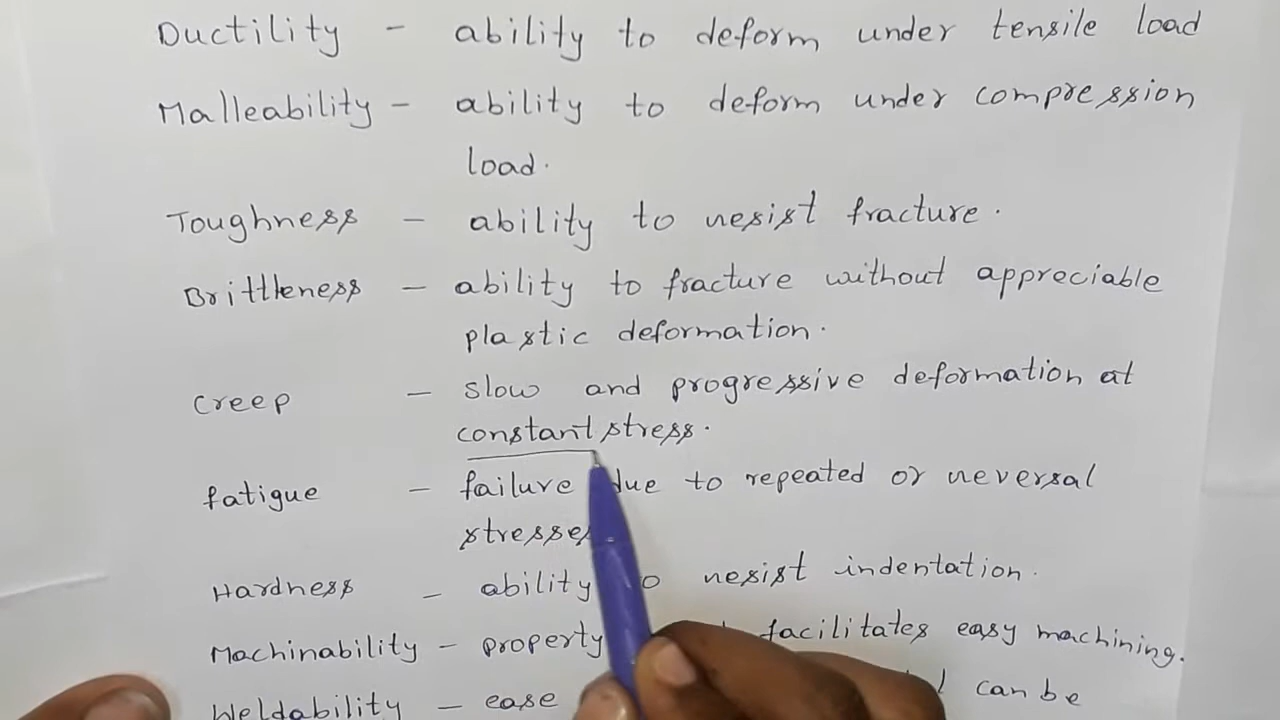 Ductility - ability to deform under tensile load
Malleability - ability to deform under compression
load.
Toughness - ability to resist fracture.
Brittleness - ability to fracture without appreciable
plastic deformation.
Creep - slow and progressive deformation at
constant stress.
fatigue - failure due to repeated or reversal
stresses
Hardness - ability to resist indentation.
Machinability - property facilitates easy machining.
Weldability - ease can be